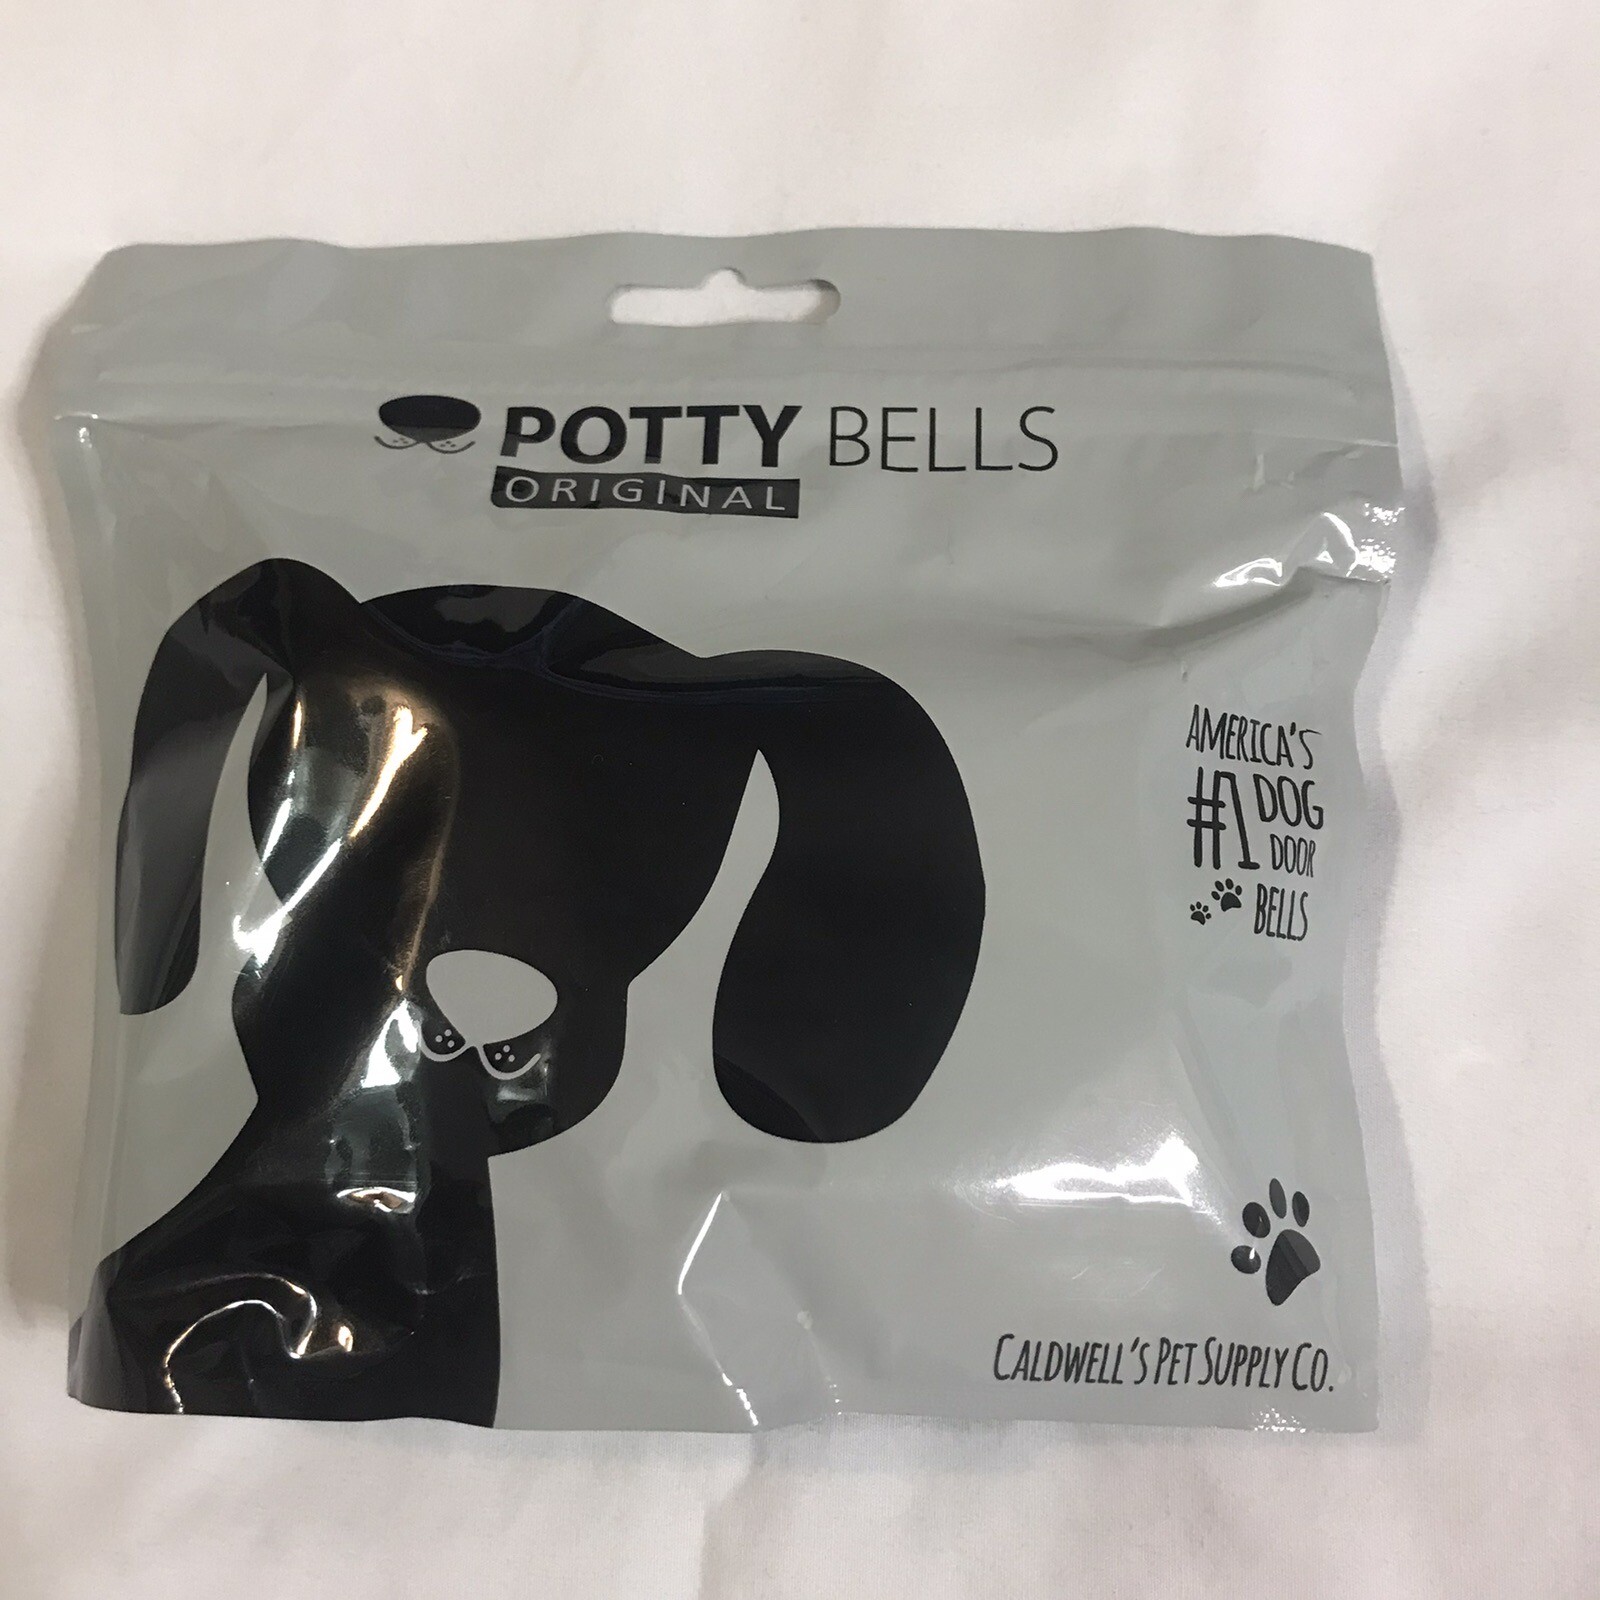 POTTY BELLS
ORIGINAL
AMERICA'S
#1 DOG
DOOR
BELLS
CALDWELL'S PET SUPPLY CO.